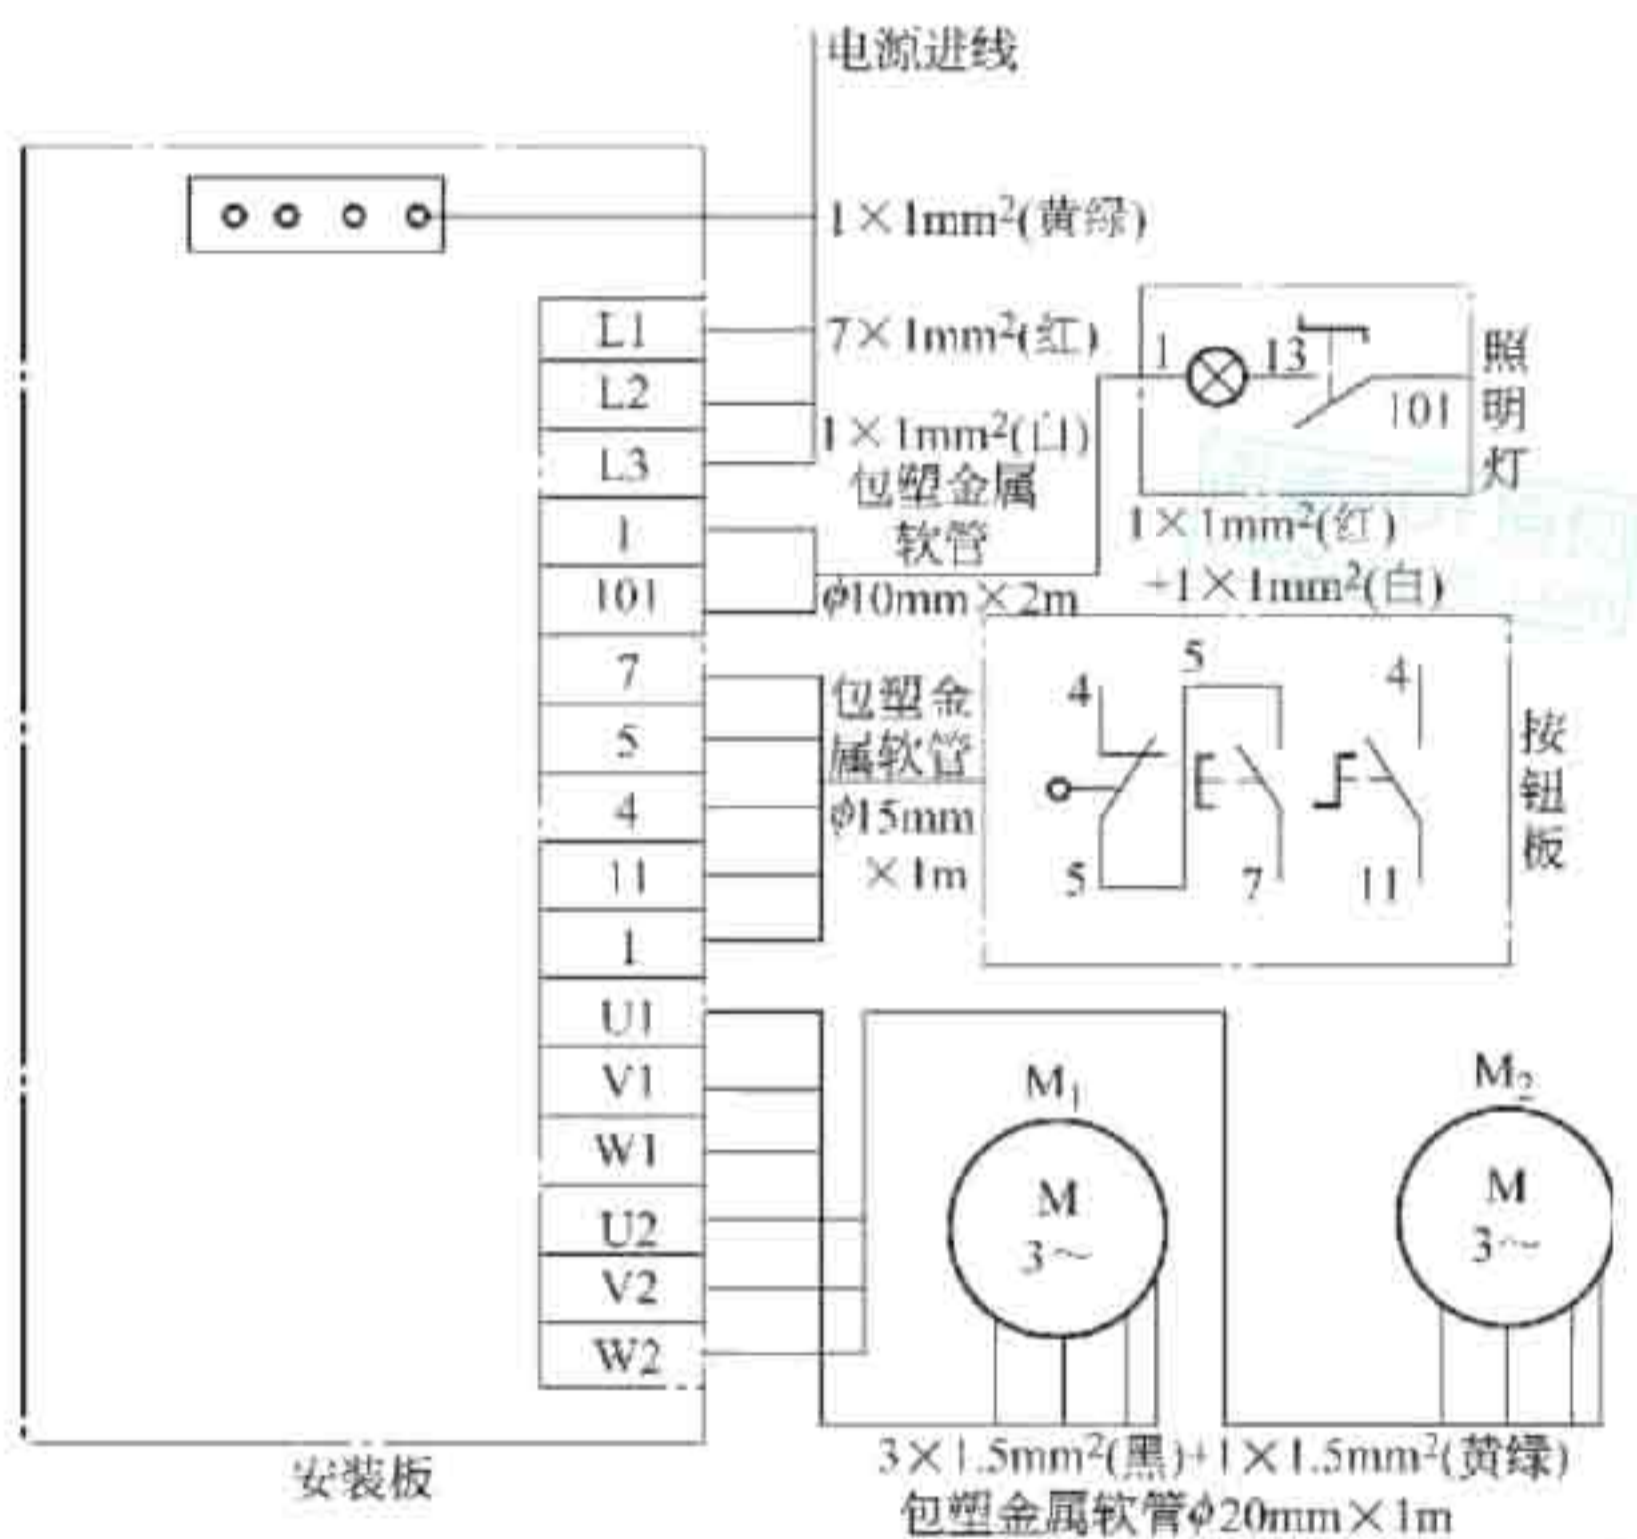 电源进线
1×1mm²(黄绿)
L1
7×1mm²(红)
L2
1×1mm²(白)
L3
包塑金属
软管
φ10mm×2m
1
101
1
13
101
照明灯
1×1mm²(红)
+1×1mm²(白)
7
5
4
11
1
包塑金
属软管
φ15mm
×1m
4
5
4
5
7
11
按钮板
U1
V1
W1
U2
V2
W2
M₁
M
3~
M₂
M
3~
3×1.5mm²(黑)+1×1.5mm²(黄绿)
包塑金属软管φ20mm×1m
安装板